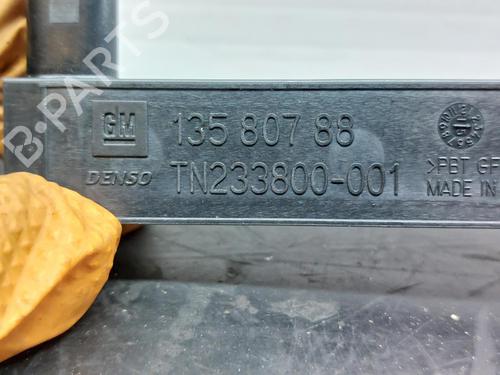 GM 135 807 88
DENSO TN233800-001
>PBT GF
MADE IN
B-PARTS